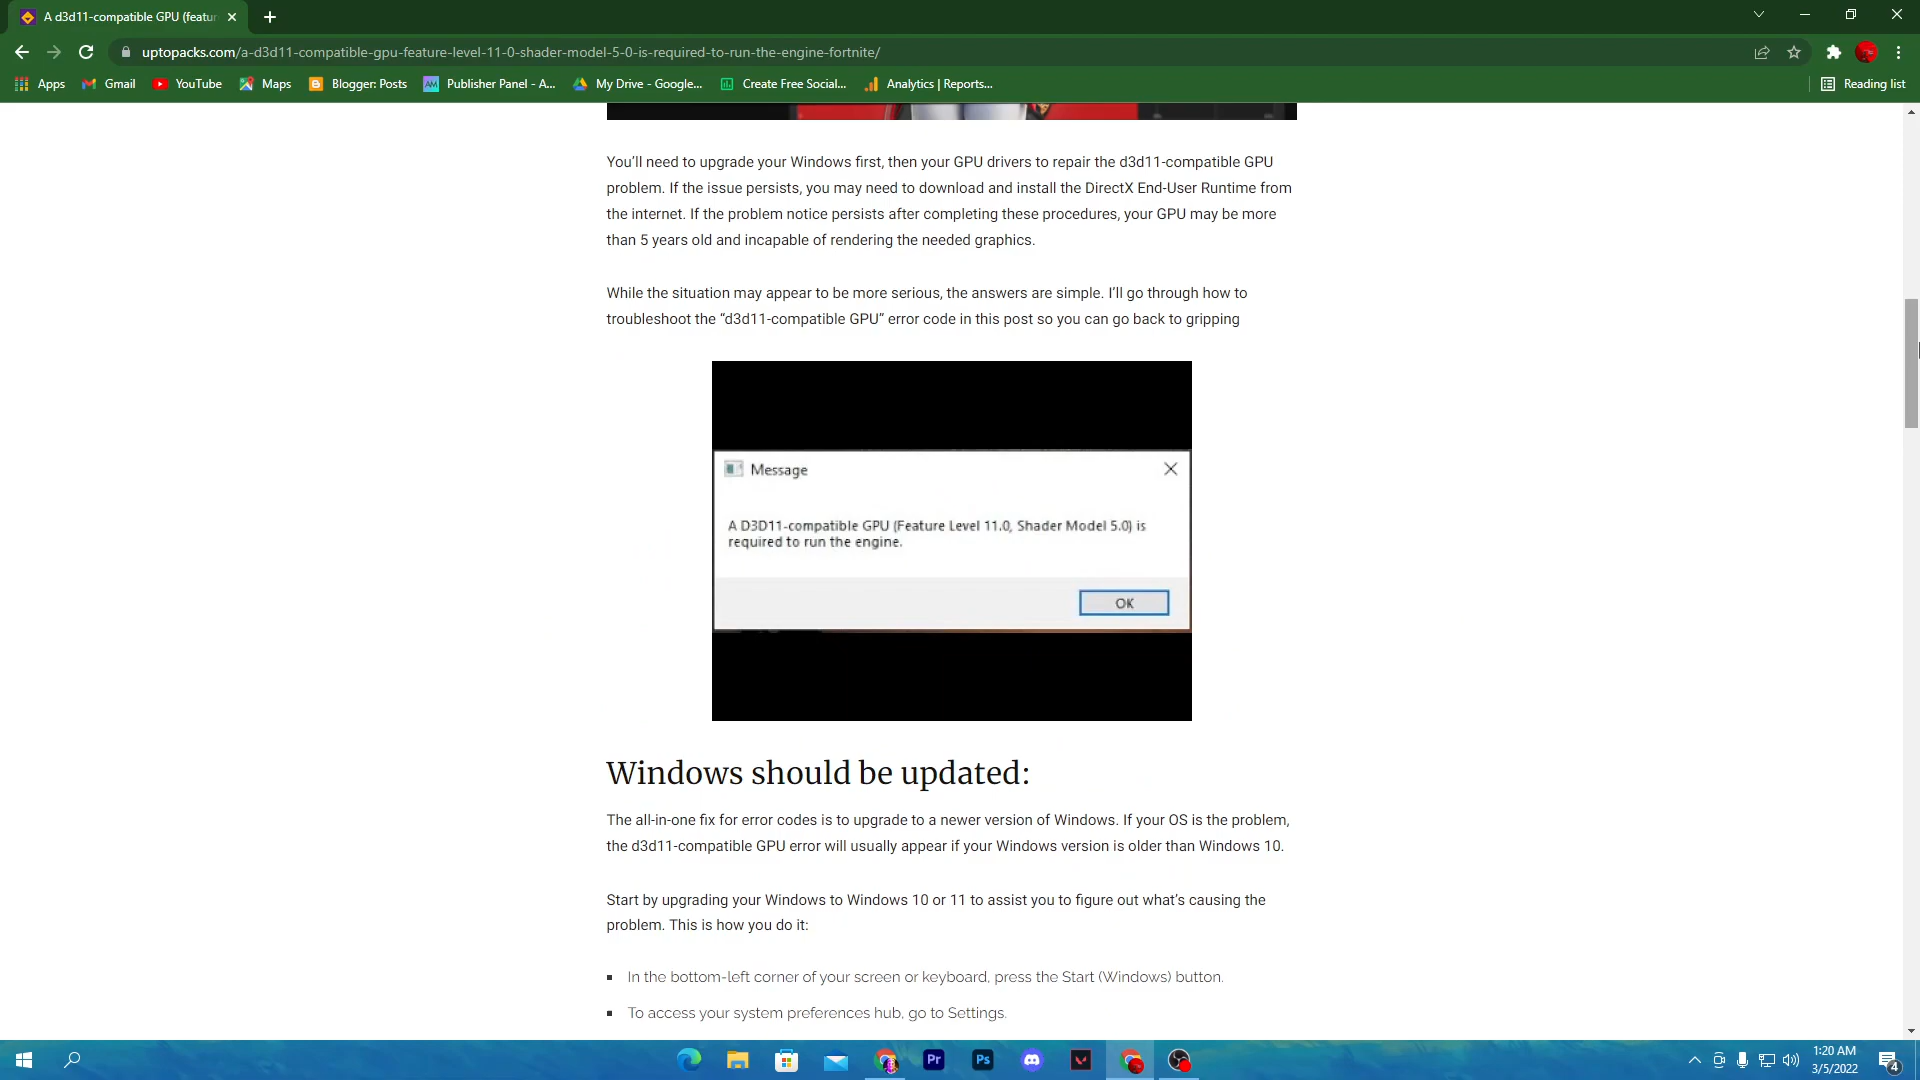 A d3d11-compatible GPU (featur
uptopacks.com/a-d3d11-compatible-gpu-feature-level-11-0-shader-model-5-0-is-required-to-run-the-engine-fortnite/
Apps Gmail YouTube Maps Blogger: Posts Publisher Panel - A... My Drive - Google... Create Free Social... Analytics | Reports... Reading list
You’ll need to upgrade your Windows first, then your GPU drivers to repair the d3d11-compatible GPU
problem. If the issue persists, you may need to download and install the DirectX End-User Runtime from
the internet. If the problem notice persists after completing these procedures, your GPU may be more
than 5 years old and incapable of rendering the needed graphics.
While the situation may appear to be more serious, the answers are simple. I’ll go through how to
troubleshoot the “d3d11-compatible GPU” error code in this post so you can go back to gripping
Message
A D3D11-compatible GPU (Feature Level 11.0, Shader Model 5.0) is
required to run the engine.
OK
Windows should be updated:
The all-in-one fix for error codes is to upgrade to a newer version of Windows. If your OS is the problem,
the d3d11-compatible GPU error will usually appear if your Windows version is older than Windows 10.
Start by upgrading your Windows to Windows 10 or 11 to assist you to figure out what’s causing the
problem. This is how you do it:
In the bottom-left corner of your screen or keyboard, press the Start (Windows) button.
To access your system preferences hub, go to Settings.
AM
Pr
Ps
1:20 AM
3/5/2022
4